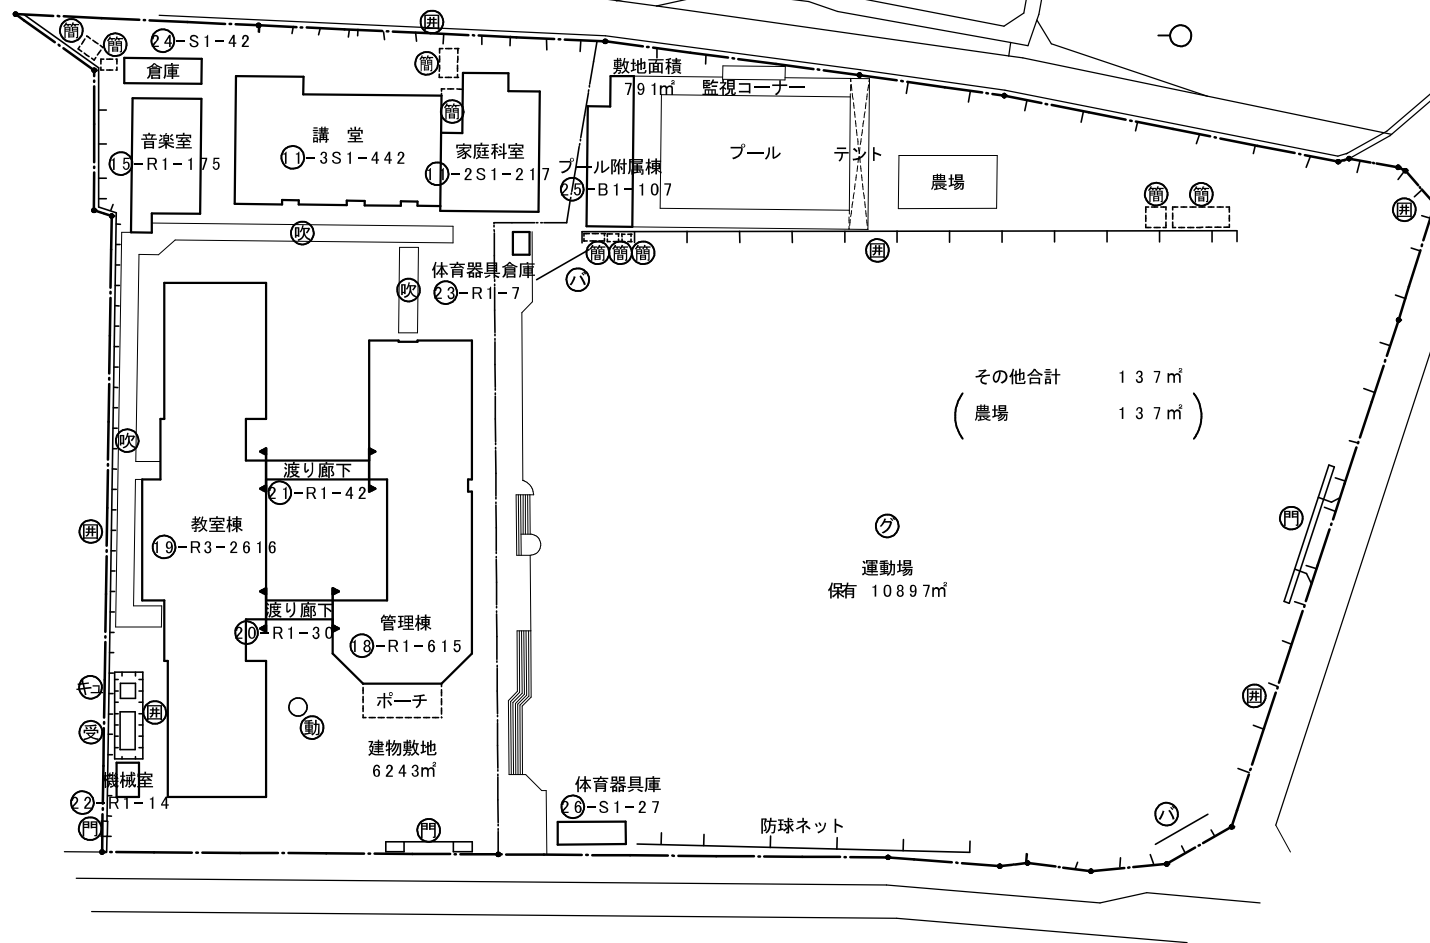 囲
簡
簡
㉔-S1-42
倉庫
簡
敷地面積
791㎡
監視コーナー
簡
音楽室
⑮-R1-175
講 堂
⑪-3S1-442
家庭科室
⑪-2S1-217
プール附属棟
㉕-B1-107
プール
テント
農場
簡
簡
囲
吹
簡
簡
簡
囲
体育器具倉庫
㉓-R1-7
バ
吹
その他合計 137㎡
(農場 137㎡)
吹
渡り廊下
㉑-R1-42
囲
教室棟
⑲-R3-2616
門
グ
運動場
保有 10897㎡
渡り廊下
⑳-R1-30
管理棟
⑱-R1-615
キュ
囲
ポーチ
囲
受
動
建物敷地
6243㎡
機械室
㉒-R1-14
体育器具庫
㉖-S1-27
門
門
防球ネット
バ